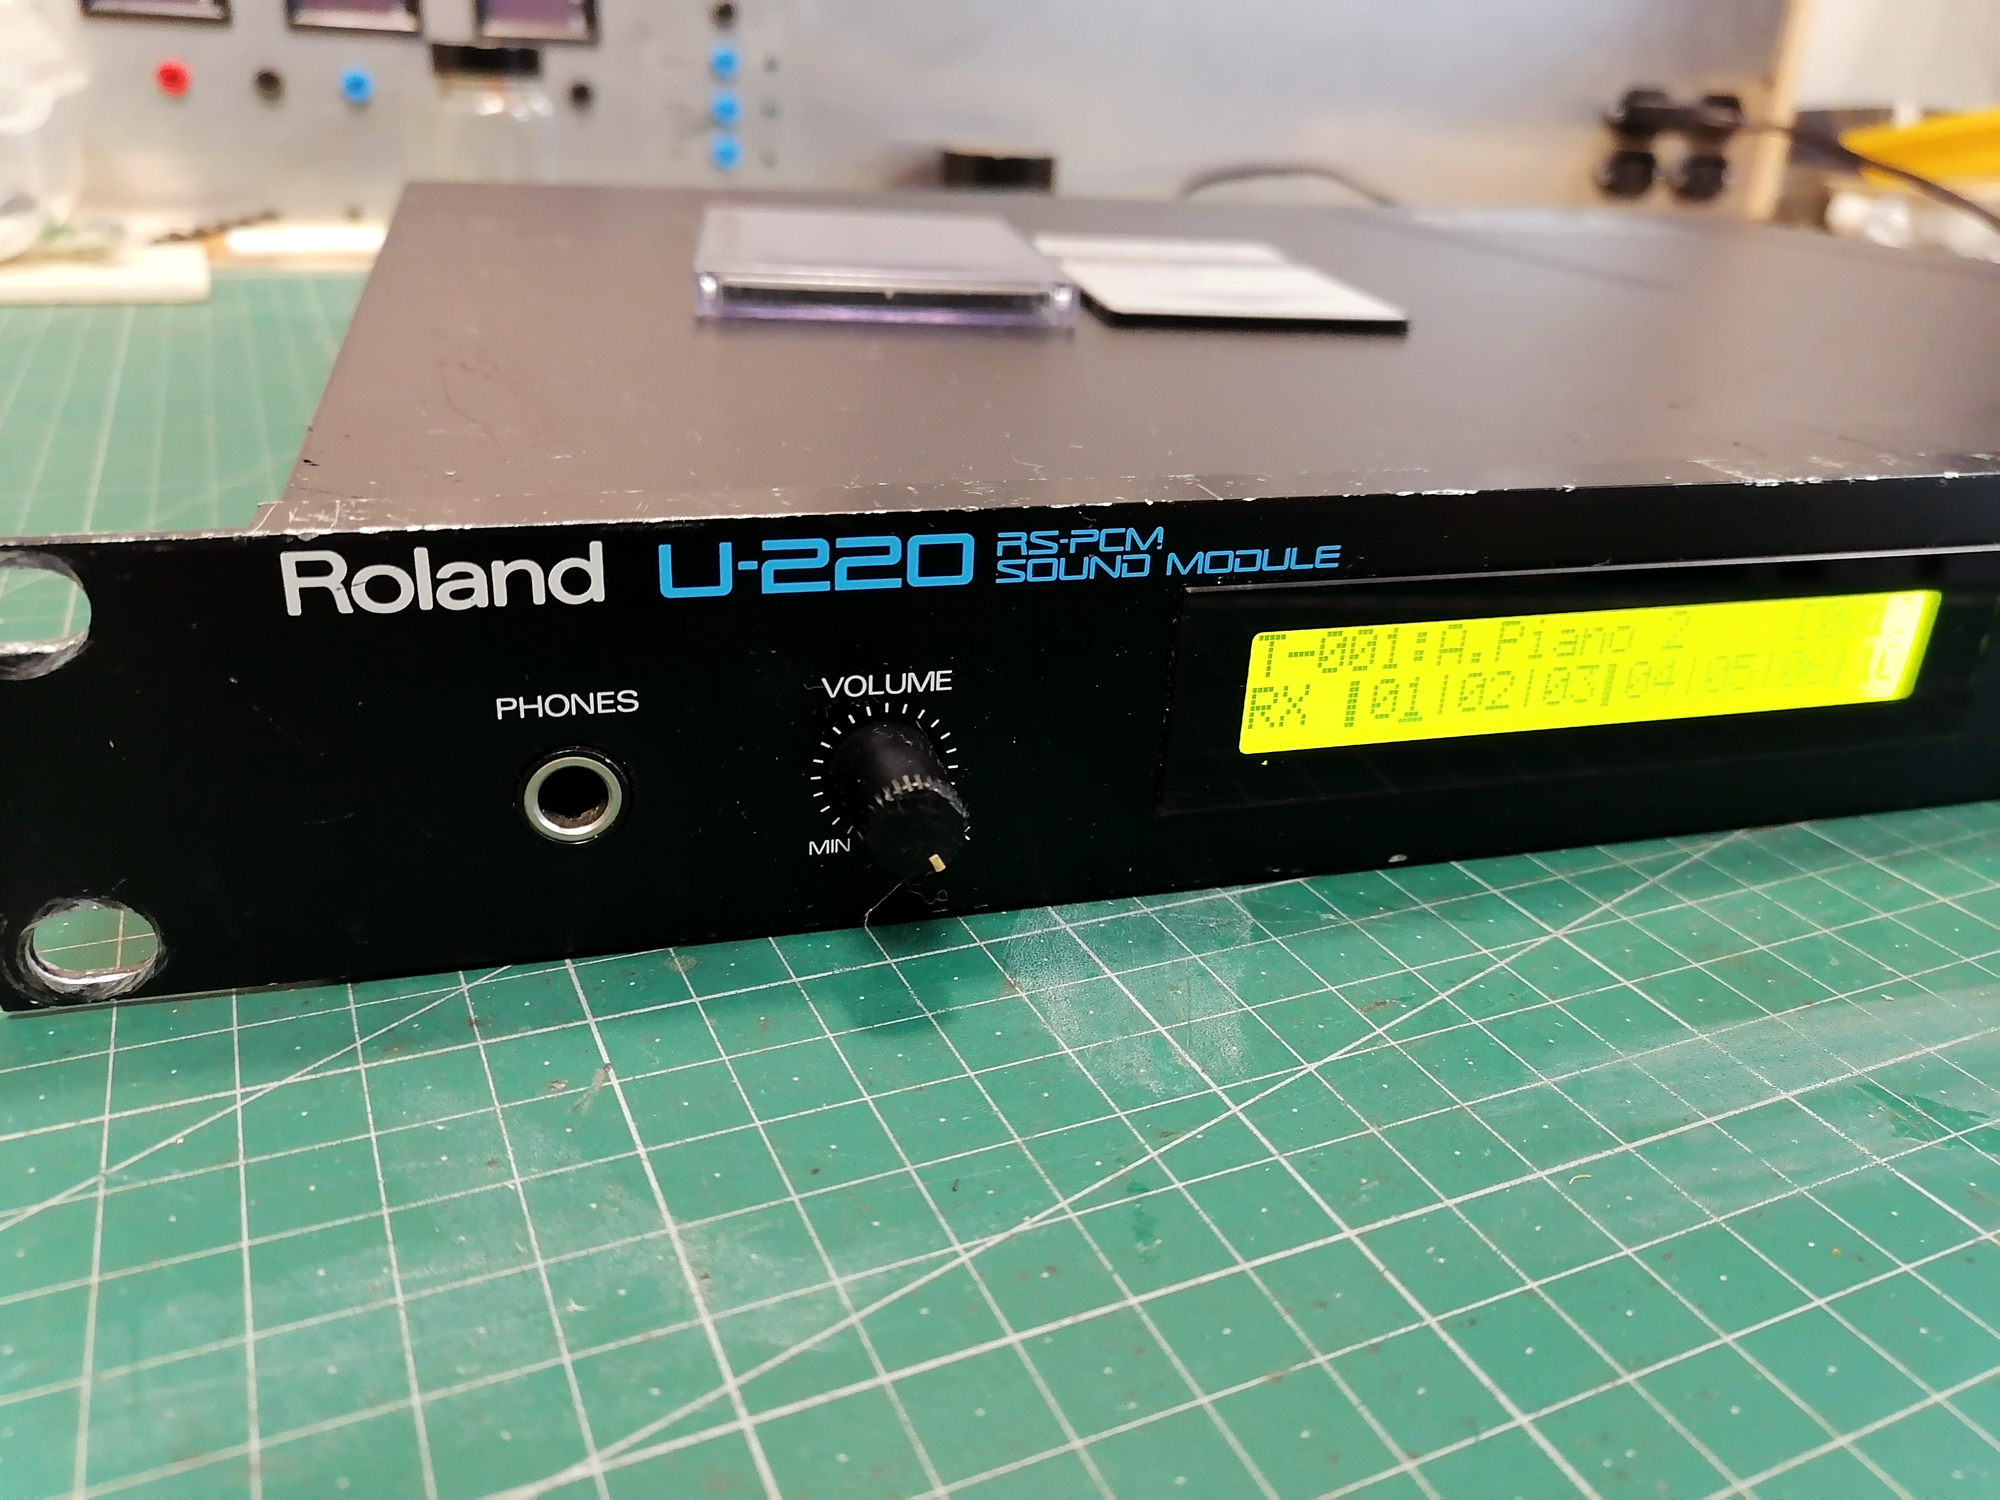 Roland U-220 RS-PCM
SOUND MODULE
PHONES
VOLUME
MIN
T-001:A.Piano 2
RX |01|02|03|04|05|06|